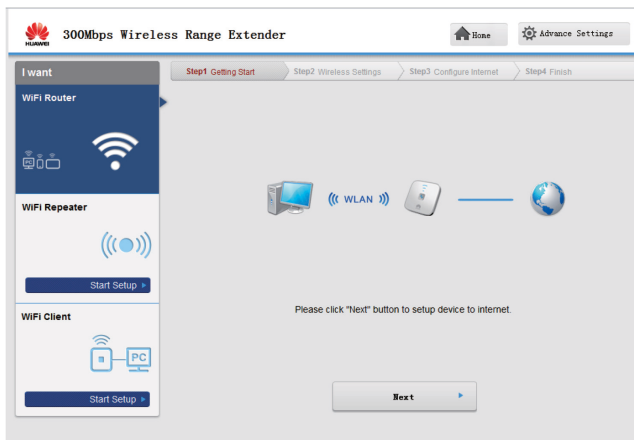 HUAWEI
300Mbps Wireless Range Extender
Home
Advance Settings
I want
Step1 Getting Start
Step2 Wireless Settings
Step3 Configure Internet
Step4 Finish
WiFi Router
((( WLAN )))
WiFi Repeater
Start Setup
Please click "Next" button to setup device to internet.
WiFi Client
PC
Start Setup
Next